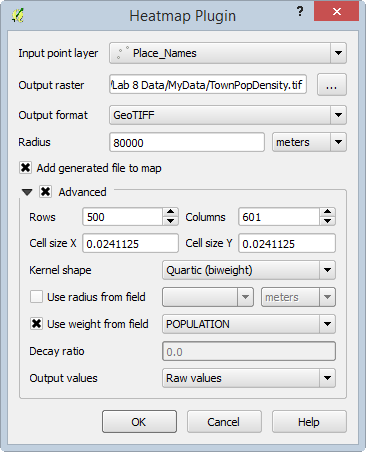 Heatmap Plugin ?
Input point layer Place_Names
Output raster /Lab 8 Data/MyData/TownPopDensity.tif ...
Output format GeoTIFF
Radius 80000 meters
Add generated file to map
Advanced
Rows 500 Columns 601
Cell size X 0.0241125 Cell size Y 0.0241125
Kernel shape Quartic (biweight)
Use radius from field meters
Use weight from field POPULATION
Decay ratio 0.0
Output values Raw values
OK Cancel Help